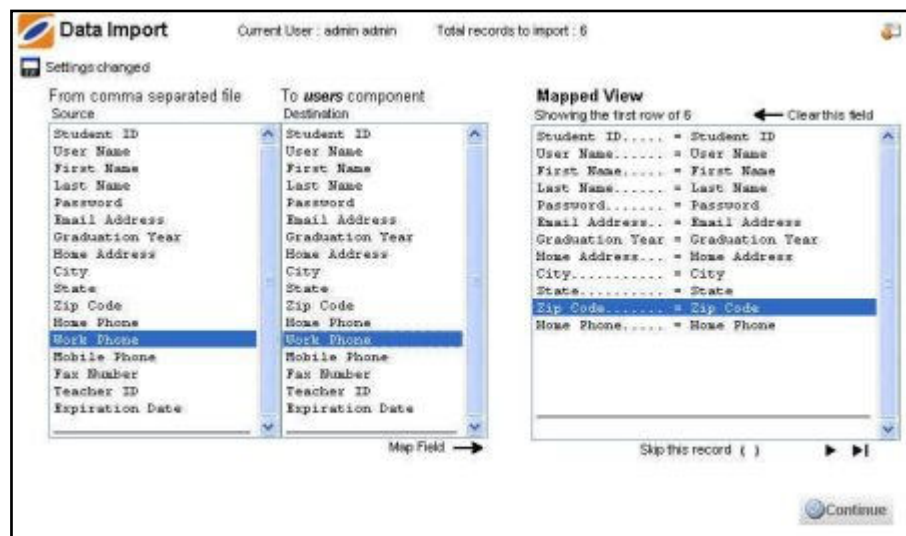 Data Import
Current User : admin admin
Total records to import : 6
Settings changed
From comma separated file
Source
Student ID
User Name
First Name
Last Name
Password
Email Address
Graduation Year
Home Address
City
State
Zip Code
Home Phone
Work Phone
Mobile Phone
Fax Number
Teacher ID
Expiration Date
To users component
Destination
Student ID
User Name
First Name
Last Name
Password
Email Address
Graduation Year
Home Address
City
State
Zip Code
Home Phone
Work Phone
Mobile Phone
Fax Number
Teacher ID
Expiration Date
Map Field
Mapped View
Showing the first row of 6
Clear this field
Student ID..... = Student ID
User Name...... = User Name
First Name..... = First Name
Last Name...... = Last Name
Password....... = Password
Email Address.. = Email Address
Graduation Year = Graduation Year
Home Address... = Home Address
City........... = City
State.......... = State
Zip Code....... = Zip Code
Home Phone..... = Home Phone
Skip this record ( )
Continue